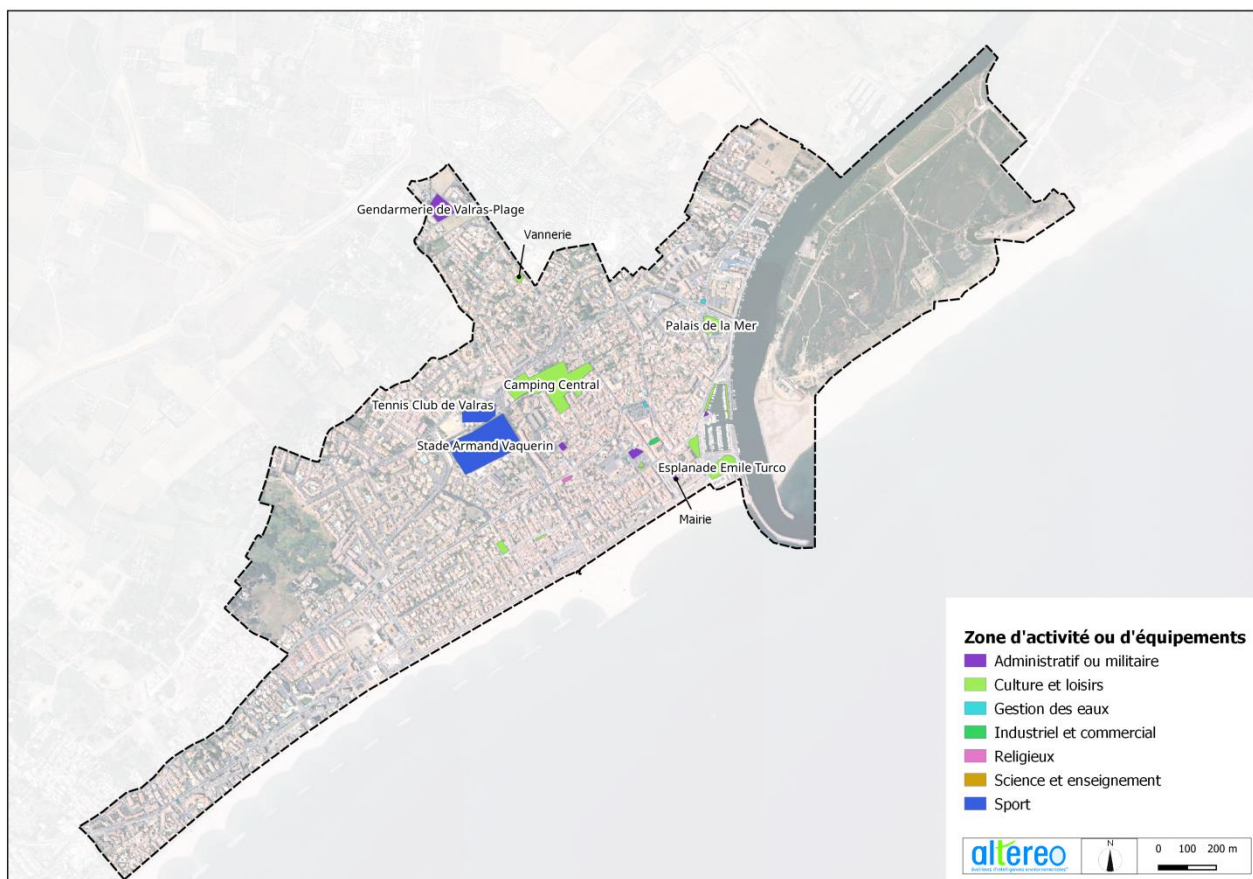 Gendarmerie de Valras-Plage
Vannerie
Palais de la Mer
Camping Central
Tennis Club de Valras
Stade Armand Vaquerin
Esplanade Emile Turco
Mairie
Zone d'activité ou d'équipements
Administratif ou militaire
Culture et loisirs
Gestion des eaux
Industriel et commercial
Religieux
Science et enseignement
Sport
altereo
N
0 100 200 m